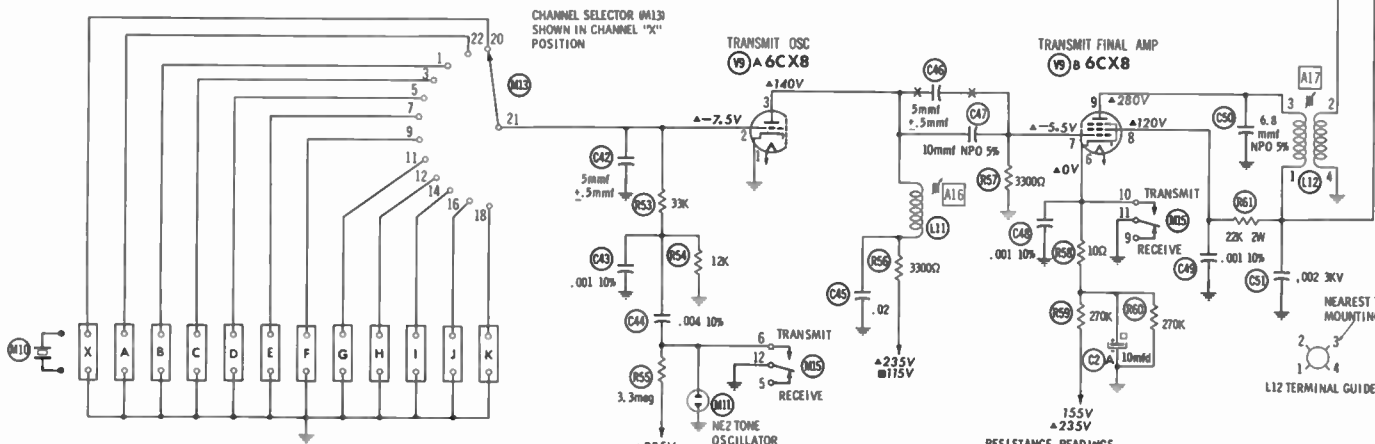 CHANNEL SELECTOR (M13)
SHOWN IN CHANNEL "X"
POSITION
22 20
1
3
5
7
9
11
12
14
16
18
M13
21
TRANSMIT OSC
V9 A 6CX8
▲140V
3
▲-7.5V
2
1
C42
5mmf
±.5mmf
R53
33K
C43
.001 10%
R54
12K
C44
.004 10%
R55
3.3meg
6
TRANSMIT
12
M15
5
RECEIVE
M11
NE2 TONE
OSCILLATOR
C46
5mmf
±.5mmf
C47
10mmf NPO 5%
A16
L11
R56
3300Ω
C45
.02
▲235V
■115V
R57
3300Ω
TRANSMIT FINAL AMP
V9 B 6CX8
9
▲280V
▲-5.5V
▲120V
7
8
6
▲0V
C48
.001 10%
R58
10Ω
10
TRANSMIT
11
M15
9
RECEIVE
R59
270K
R60
270K
C2 A
10mfd
155V
▲235V
RESISTANCE READINGS
C50
6.8
mmf
NPO 5%
A17
3
2
1
4
L12
R61
22K 2W
C49
.001 10%
C51
.002 3KV
NEAREST
MOUNTING
2
3
1
4
L12 TERMINAL GUIDE
M10
X
A
B
C
D
E
F
G
H
I
J
K